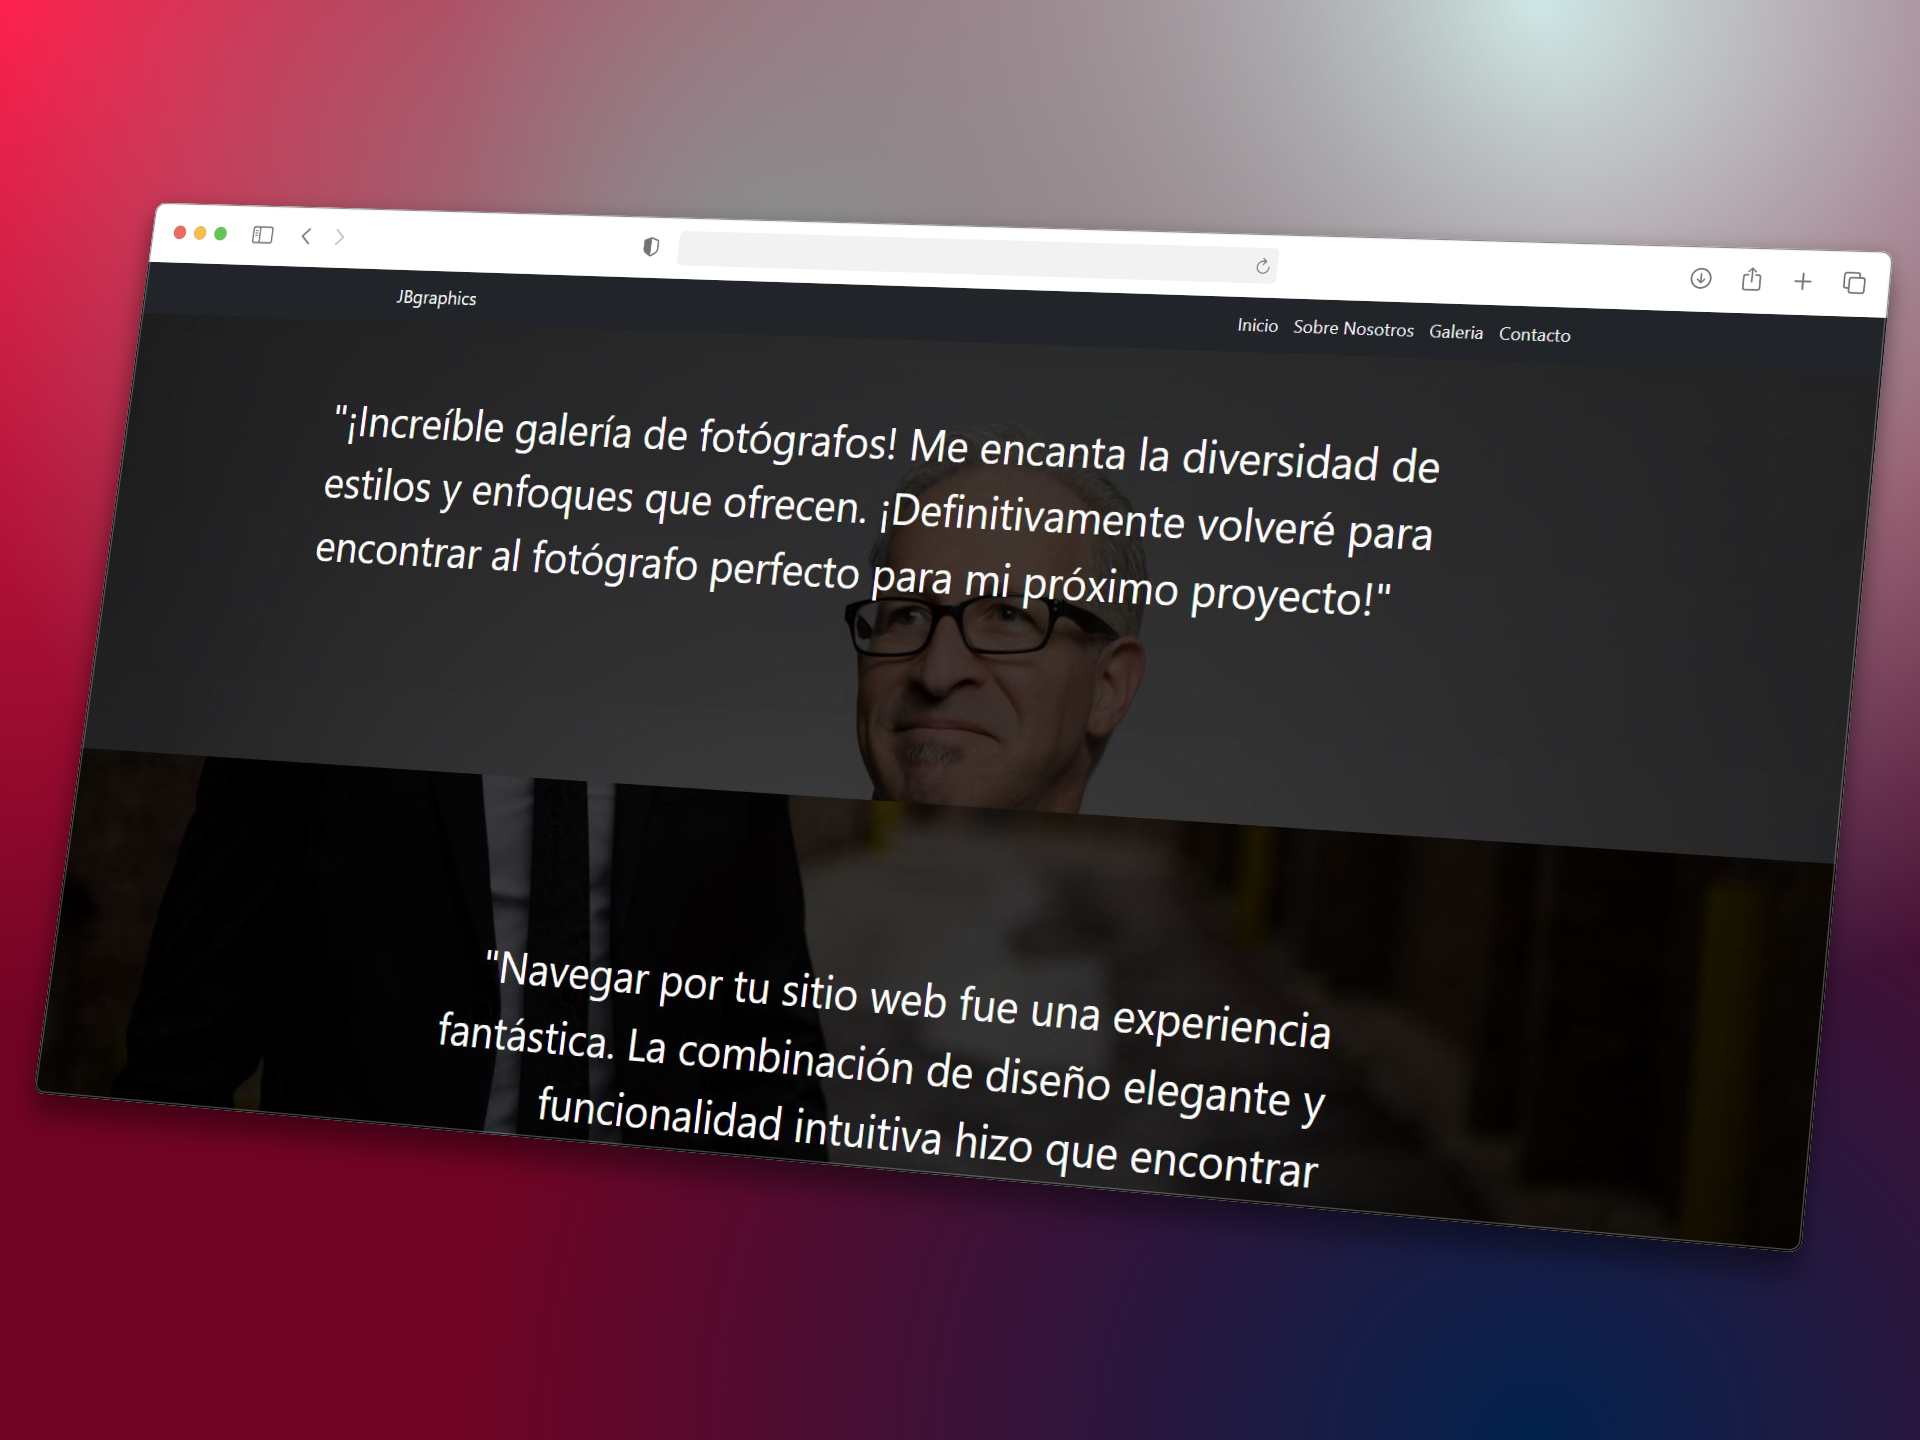 JBgraphics
Inicio Sobre Nosotros Galeria Contacto
"¡Increíble galería de fotógrafos! Me encanta la diversidad de
estilos y enfoques que ofrecen. ¡Definitivamente volveré para
encontrar al fotógrafo perfecto para mi próximo proyecto!"
"Navegar por tu sitio web fue una experiencia
fantástica. La combinación de diseño elegante y
funcionalidad intuitiva hizo que encontrar